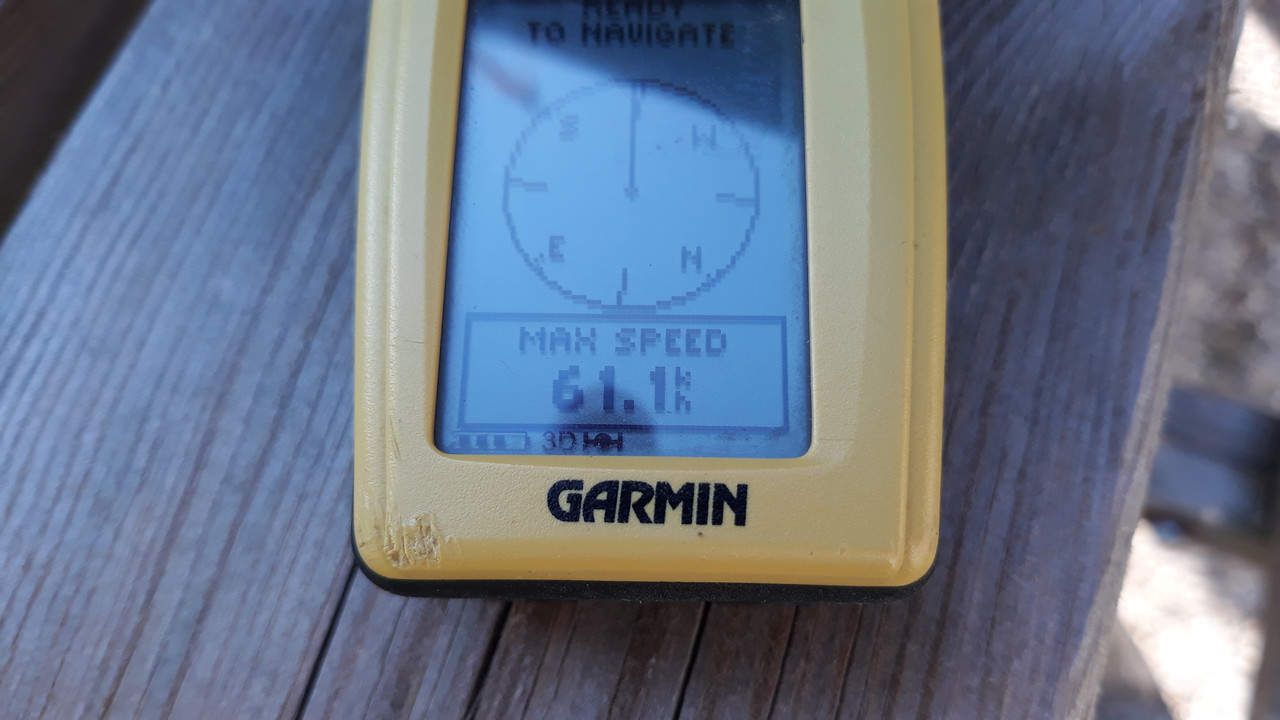 READY
TO NAVIGATE
S W
E N
MAX SPEED
61.1
3D
GARMIN